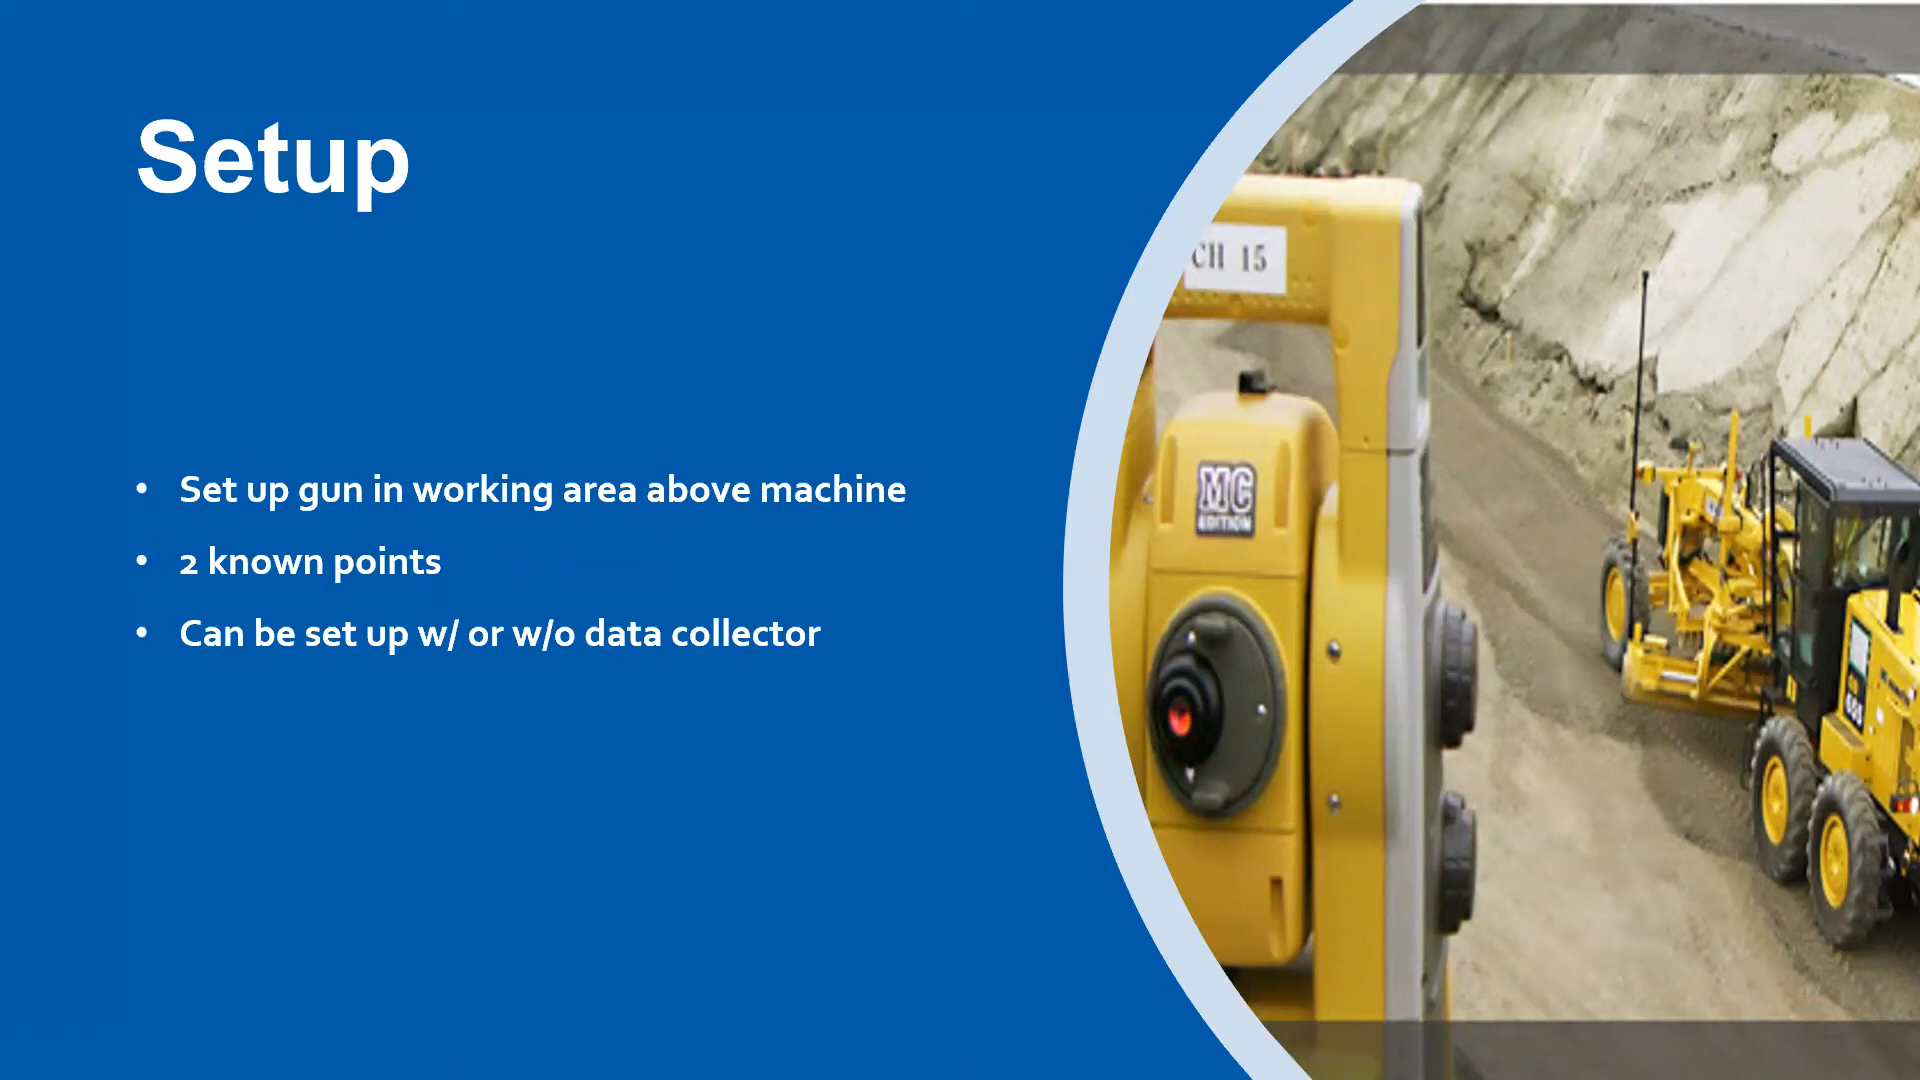 Setup
• Set up gun in working area above machine
• 2 known points
• Can be set up w/ or w/o data collector
CH 15
MC
EDITION